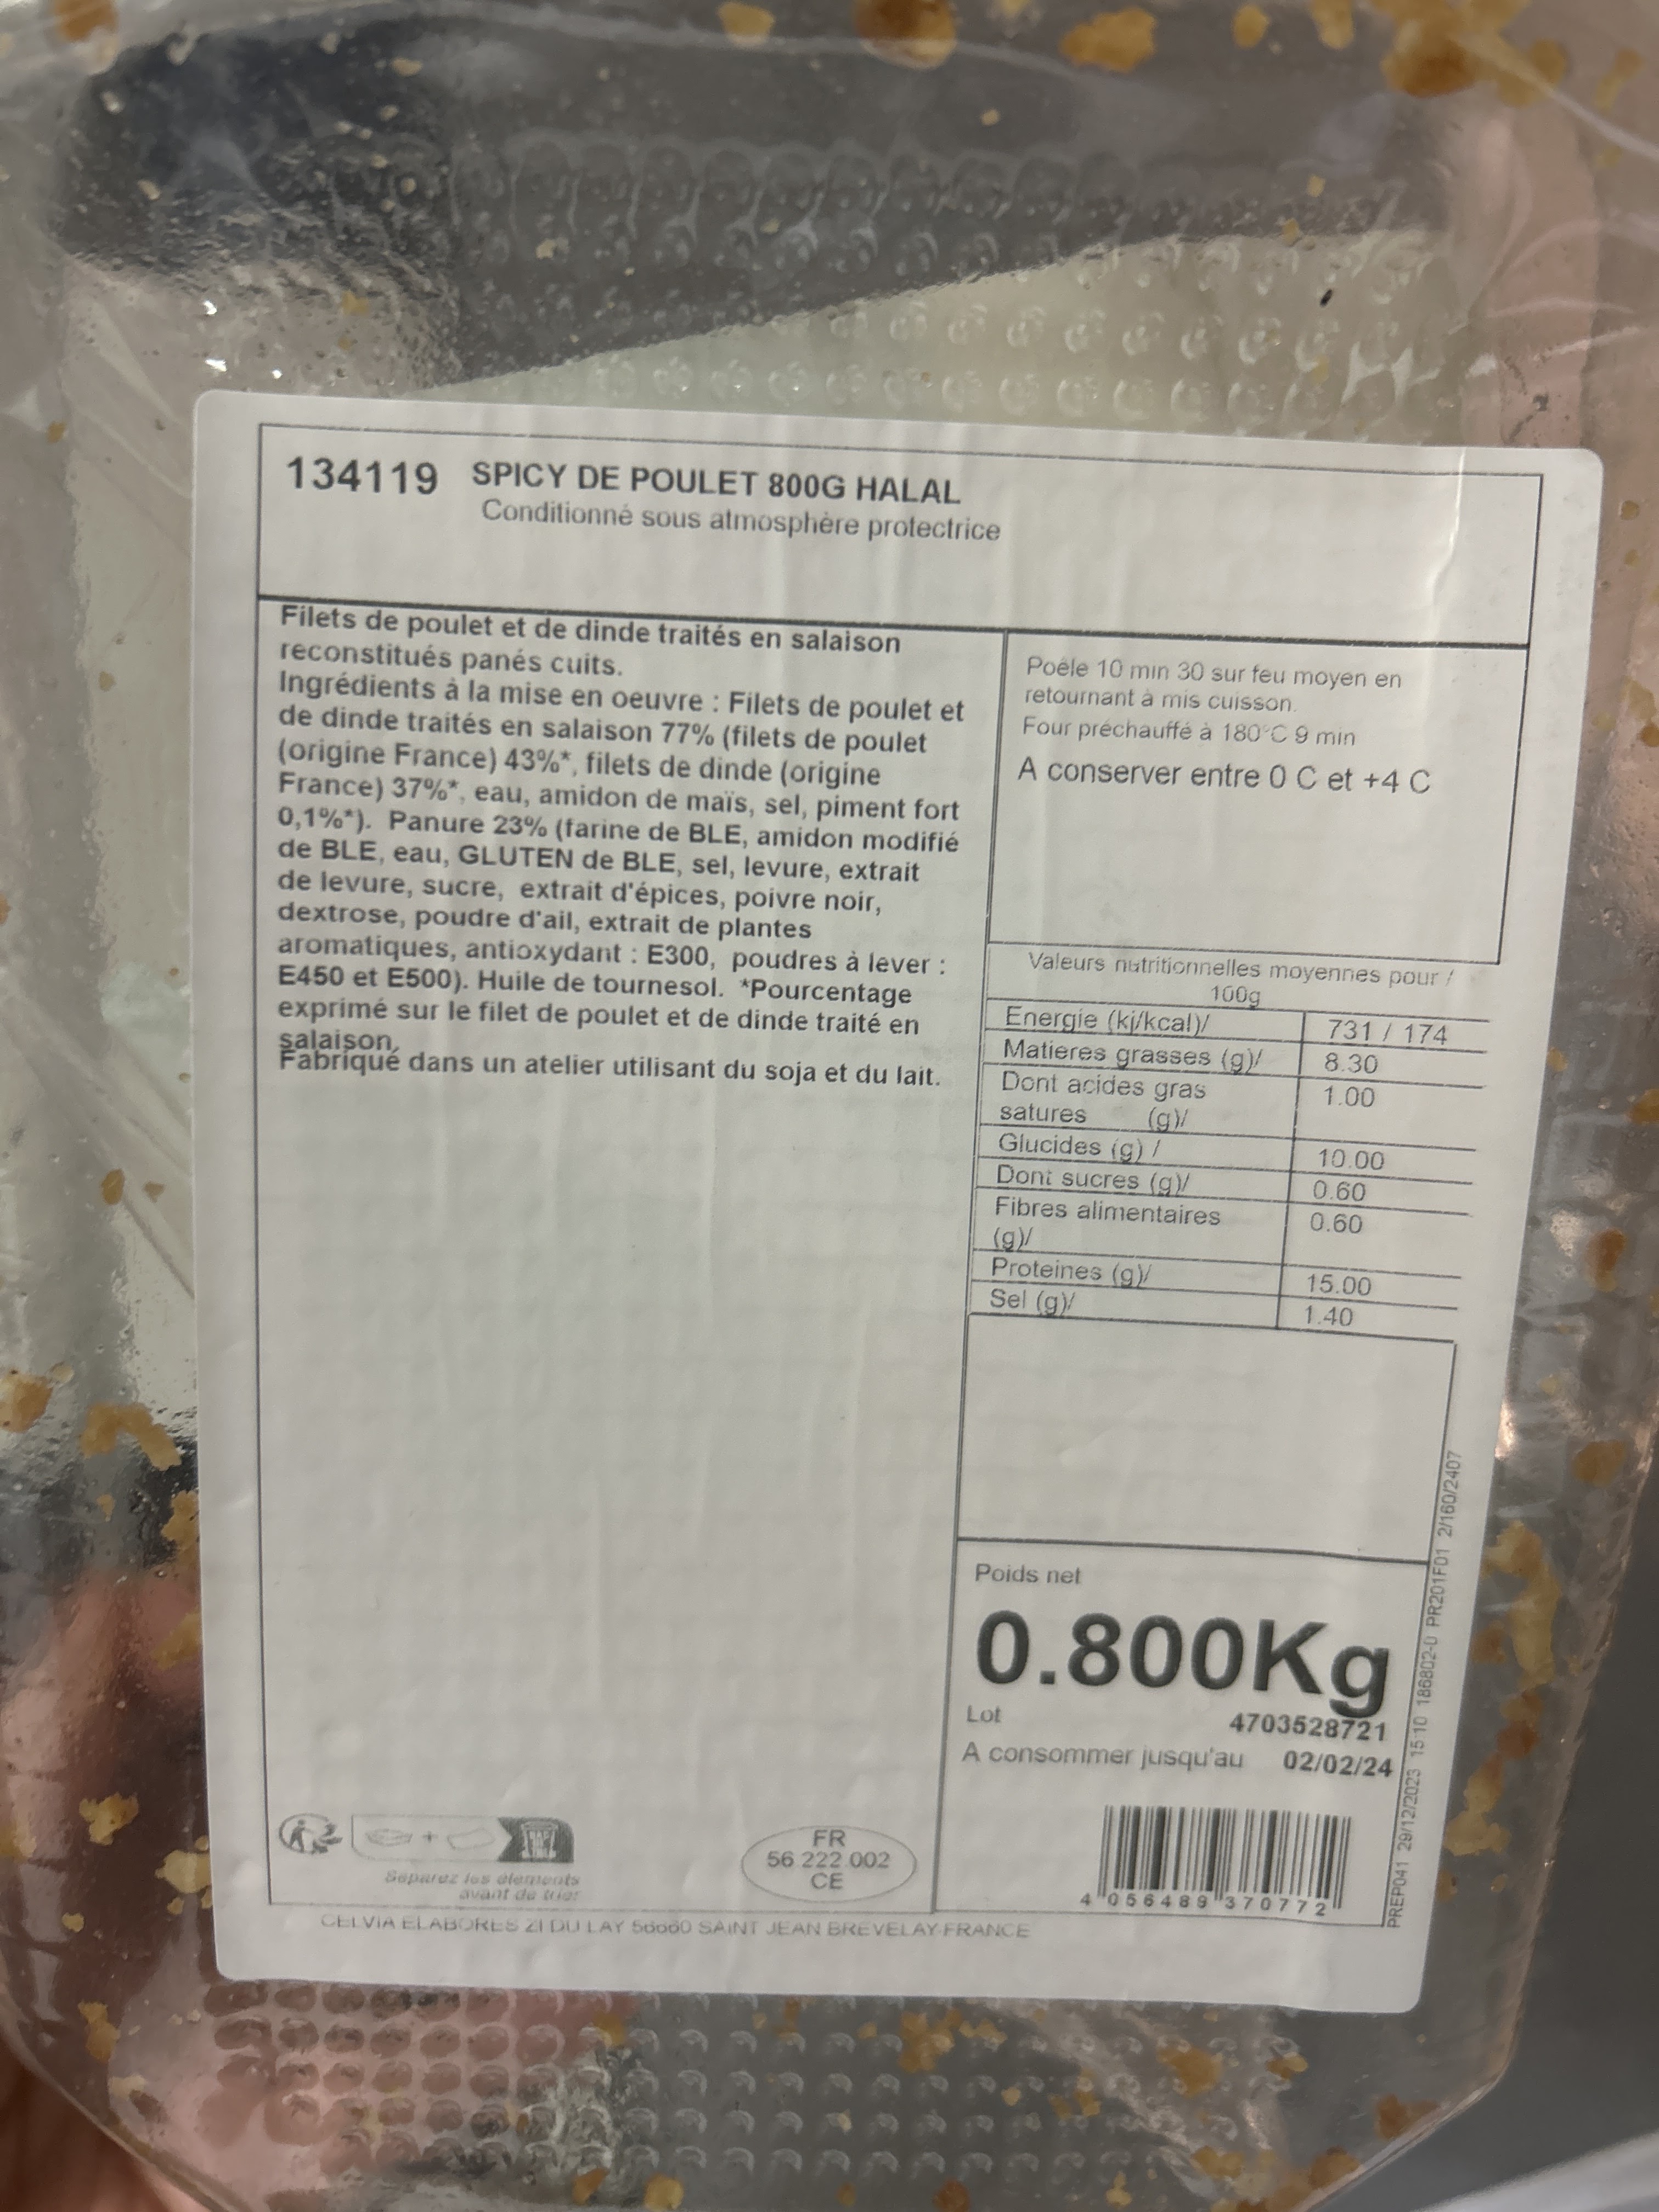 134119 SPICY DE POULET 800G HALAL
Conditionné sous atmosphère protectrice
Filets de poulet et de dinde traités en salaison
reconstitués panés cuits.
Ingrédients à la mise en oeuvre : Filets de poulet et
de dinde traités en salaison 77% (filets de poulet
(origine France) 43%*, filets de dinde (origine
France) 37%*, eau, amidon de maïs, sel, piment fort
0,1%*). Panure 23% (farine de BLE, amidon modifié
de BLE, eau, GLUTEN de BLE, sel, levure, extrait
de levure, sucre, extrait d'épices, poivre noir,
dextrose, poudre d'ail, extrait de plantes
aromatiques, antioxydant : E300, poudres à lever :
E450 et E500). Huile de tournesol. *Pourcentage
exprimé sur le filet de poulet et de dinde traité en
salaison.
Fabriqué dans un atelier utilisant du soja et du lait.
Poêle 10 min 30 sur feu moyen en
retournant à mis cuisson.
Four préchauffé à 180°C 9 min
A conserver entre 0 C et +4 C
Valeurs nutritionnelles moyennes pour /
100g
Energie (kj/kcal)/ 731 / 174
Matieres grasses (g)/ 8.30
Dont acides gras 1.00
satures (g)/
Glucides (g) / 10.00
Dont sucres (g)/ 0.60
Fibres alimentaires 0.60
(g)/
Proteines (g)/ 15.00
Sel (g)/ 1.40
Poids net
0.800Kg
Lot 4703528721
A consommer jusqu'au 02/02/24
4 056489 370772
PREP041 29/12/2023 15:10 186802-0 PR201F01 2/160/2407
Séparez les éléments
avant de trier
FR
56 222 002
CE
CELVIA ELABORES ZI DU LAY 56660 SAINT JEAN BREVELAY FRANCE